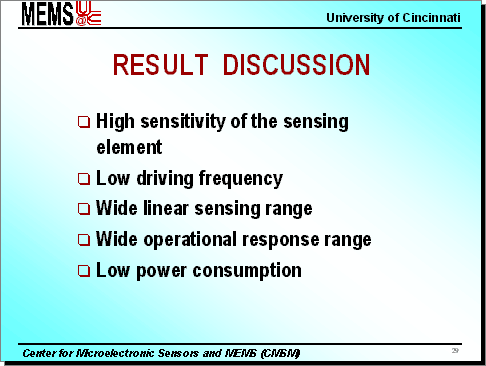 MEMS UC @
University of Cincinnati
RESULT DISCUSSION
High sensitivity of the sensing
element
Low driving frequency
Wide linear sensing range
Wide operational response range
Low power consumption
Center for Microelectronic Sensors and MEMS (CMSM)
29